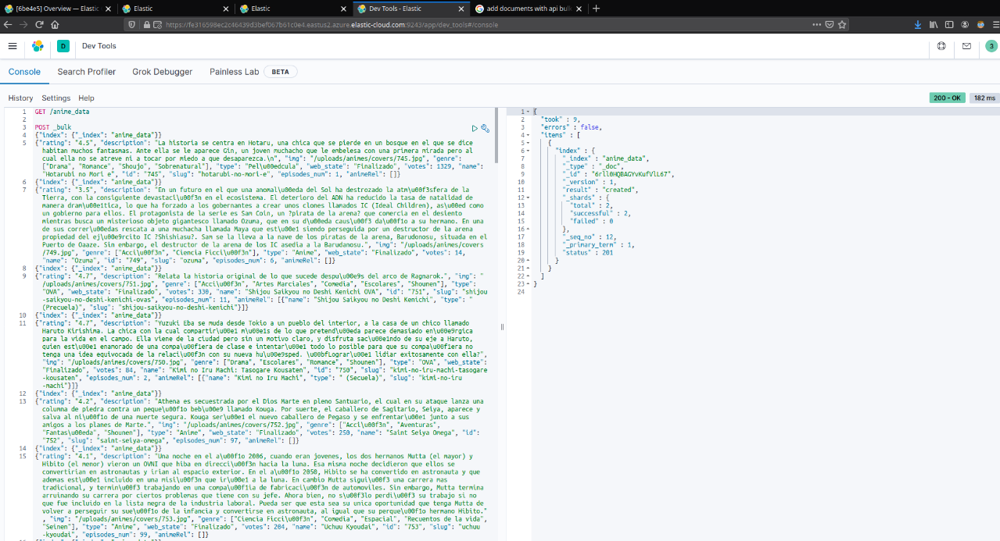 [6be4e5] Overview — Elastic
Elastic
Elastic
Dev Tools - Elastic
add documents with api bulk
https://fe316598ec2c46439d3bef067b61c0e4.eastus2.azure.elastic-cloud.com:9243/app/dev_tools#/console
D
Dev Tools
3
Console
Search Profiler
Grok Debugger
Painless Lab
BETA
History
Settings
Help
200 - OK
182 ms
1 GET /anime_data
2
3 POST _bulk
4 {"index": {"_index": "anime_data"}}
5 {"rating": "4.5", "description": "La historia se centra en Hotaru, una chica que se pierde en un bosque en el que se dice
habitan muchos fantasmas. Ante ella se le aparece Gin, un joven muchacho que le embelesa con una primera mirada pero al
cual ella no se atreve ni a tocar por miedo a que desaparezca.\n", "img": "/uploads/animes/covers/745.jpg", "genre":
["Drama", "Romance", "Shoujo", "Sobrenatural"], "type": "Pel\u00edcula", "web_state": "Finalizado", "votes": 1329, "name":
"Hotarubi no Mori e", "id": "745", "slug": "hotarubi-no-mori-e", "episodes_num": 1, "animeRel": []}
6 {"index": {"_index": "anime_data"}}
7 {"rating": "3.5", "description": "En un futuro en el que una anomal\u00eda del Sol ha destrozado la atm\u00f3sfera de la
Tierra, con la consiguiente devastaci\u00f3n en el ecosistema. El deterioro del ADN ha reducido la tasa de natalidad de
manera dram\u00e1tica, lo que ha forzado a los gobernantes a crear unos clones llamados IC (Ideal Children), as\u00ed como
un gobierno para ellos. El protagonista de la serie es Sam Coin, un ?pirata de la arena? que comercia en el desiento
mientras busca un misterioso objeto gigantesco llamado Ozuma, que en su d\u00eda caus\u00f3 da\u00f1o a su hermano. En una
de sus correr\u00edas rescata a una muchacha llamada Maya que est\u00e1 siendo perseguida por un destructor de la arena
propiedad del ej\u00e9rcito IC ?Shishiasu?. Sam se la lleva a la nave de los piratas de la arena, Barudonosu, situada en el
Puerto de Oaaze. Sin embargo, el destructor de la arena de los IC asedia a la Barudanosu.", "img": "/uploads/animes/covers
/749.jpg", "genre": ["Acci\u00f3n", "Ciencia Ficci\u00f3n"], "type": "Anime", "web_state": "Finalizado", "votes": 14,
"name": "Ozuma", "id": "749", "slug": "ozuma", "episodes_num": 6, "animeRel": []}
8 {"index": {"_index": "anime_data"}}
9 {"rating": "4.7", "description": "Relata la historia original de lo que sucede despu\u00e9s del arco de Ragnarok.", "img": "
/uploads/animes/covers/751.jpg", "genre": ["Acci\u00f3n", "Artes Marciales", "Comedia", "Escolares", "Shounen"], "type":
"OVA", "web_state": "Finalizado", "votes": 330, "name": "Shijou Saikyou no Deshi Kenichi OVA", "id": "751", "slug": "shijou
-saikyou-no-deshi-kenichi-ovas", "episodes_num": 11, "animeRel": [{"name": "Shijou Saikyou no Deshi Kenichi", "type": "
(Precuela)", "slug": "shijou-saikyou-no-deshi-kenichi"}]}
10 {"index": {"_index": "anime_data"}}
11 {"rating": "4.7", "description": "Yuzuki Eba se muda desde Tokio a un pueblo del interior, a la casa de un chico llamado
Haruto Kirishima. La chica con la cual compartir\u00e1 m\u00e1s de lo que pretend\u00eda parece demasiado en\u00e9rgica
para la vida en el campo. Ella viene de la ciudad pero sin un motivo claro, y disfruta sac\u00e1ndo de su eje a Haruto,
quien est\u00e1 enamorado de una compa\u00f1era de clase e intentar\u00e1 todo lo posible para que su compa\u00f1era no
tenga una idea equivocada de la relaci\u00f3n con su nueva hu\u00e9sped. \u00bfLograr\u00e1 lidiar exitosamente con ella?",
"img": "/uploads/animes/covers/750.jpg", "genre": ["Drama", "Escolares", "Romance", "Shounen"], "type": "OVA", "web_state":
"Finalizado", "votes": 84, "name": "Kimi no Iru Machi: Tasogare Kousaten", "id": "750", "slug": "kimi-no-iru-machi-tasogare
-kousaten", "episodes_num": 2, "animeRel": [{"name": "Kimi no Iru Machi", "type": " (Secuela)", "slug": "kimi-no-iru
-machi"}]}
12 {"index": {"_index": "anime_data"}}
13 {"rating": "4.2", "description": "Athena es secuestrada por el Dios Marte en pleno Santuario, el cual en su ataque lanza una
columna de piedra contra un peque\u00f1o beb\u00e9 llamado Kouga. Por suerte, el caballero de Sagitario, Seiya, aparece y
salva al ni\u00f1o de una muerte segura. Kouga ser\u00e1 el nuevo caballero de Pegaso y se enfrentar\u00e1 junto a sus
amigos a los planes de Marte.", "img": "/uploads/animes/covers/752.jpg", "genre": ["Acci\u00f3n", "Aventuras",
"Fantas\u00eda", "Shounen"], "type": "Anime", "web_state": "Finalizado", "votes": 250, "name": "Saint Seiya Omega", "id":
"752", "slug": "saint-seiya-omega", "episodes_num": 97, "animeRel": []}
14 {"index": {"_index": "anime_data"}}
15 {"rating": "4.1", "description": "Una noche en el a\u00f1o 2006, cuando eran jovenes, los dos hermanos Mutta (el mayor) y
Hibito (el menor) vieron un OVNI que hiba en direcci\u00f3n hacia la luna. Esa misna noche decidieron que ellos se
convertirian en astronautas y irian al espacio exterior. En el a\u00f1o 2050, Hibito se ha convertido en astronauta y que
ademas est\u00e1 incluido en una misi\u00f3n que ir\u00e1 a la luna. En cambio Mutta sigui\u00f3 una carrera mas
tradicional, y termin\u00f3 trabajando en una compa\u00f1ia de fabricaci\u00f3n de automoviles. Sin embargo, Mutta termina
arruinando su carrera por ciertos problemas que tiene con su jefe. Ahora bien, no s\u00f3lo perdi\u00f3 su trabajo si no
que fue incluido en la lista negra de la industria laboral. Pueda ser que esta sea su unica oportunidad que tenga Mutta de
volver a perseguir su sue\u00f1o de la infancia y convertirse en astronauta, al igual que su perque\u00f1o hermano Hibito."
, "img": "/uploads/animes/covers/753.jpg", "genre": ["Ciencia Ficci\u00f3n", "Comedia", "Espacial", "Recuentos de la vida",
"Seinen"], "type": "Anime", "web_state": "Finalizado", "votes": 204, "name": "Uchuu Kyoudai", "id": "753", "slug": "uchuu
-kyoudai", "episodes_num": 99, "animeRel": []}
1 {
2 "took" : 9,
3 "errors" : false,
4 "items" : [
5 {
6 "index" : {
7 "_index" : "anime_data",
8 "_type" : "_doc",
9 "_id" : "6rll0HQBAGYvKufVlL67",
10 "_version" : 1,
11 "result" : "created",
12 "_shards" : {
13 "total" : 2,
14 "successful" : 2,
15 "failed" : 0
16 },
17 "_seq_no" : 12,
18 "_primary_term" : 1,
19 "status" : 201
20 }
21 }
22 ]
23 }
24